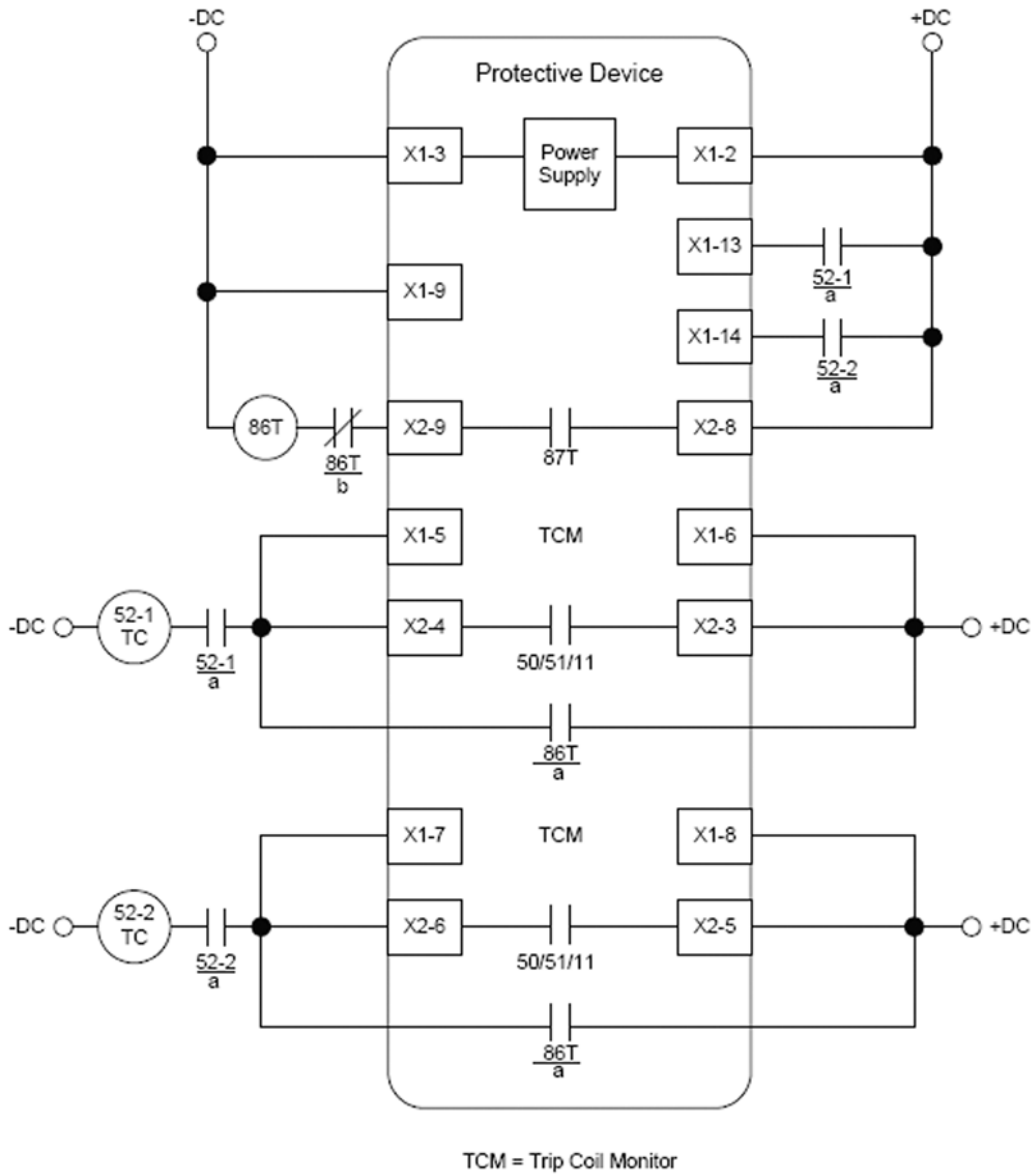 -DC
+DC
Protective Device
X1-3
Power
Supply
X1-2
X1-13
52-1
a
X1-9
X1-14
52-2
a
86T
86T
b
X2-9
87T
X2-8
X1-5
TCM
X1-6
-DC
52-1
TC
52-1
a
X2-4
50/51/11
X2-3
+DC
86T
a
X1-7
TCM
X1-8
-DC
52-2
TC
52-2
a
X2-6
50/51/11
X2-5
+DC
86T
a
TCM = Trip Coil Monitor